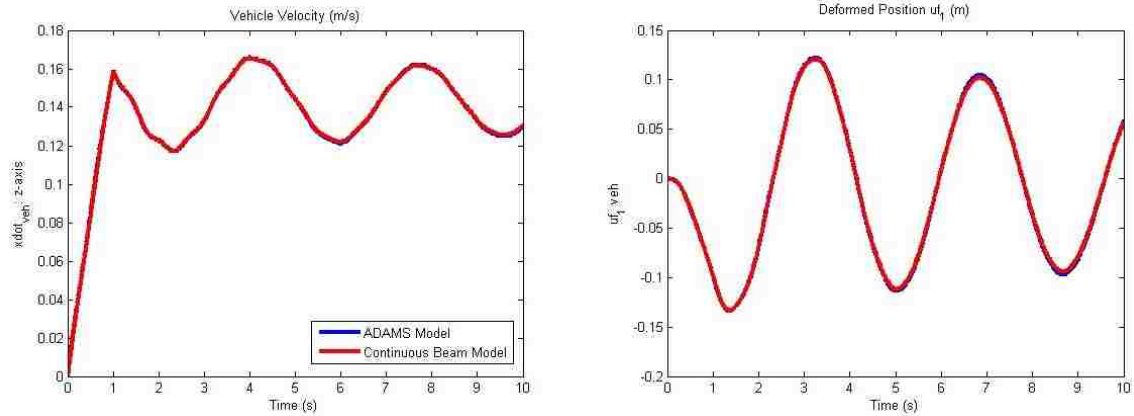 Vehicle Velocity (m/s)
0.18
0.16
0.14
0.12
0.1
0.08
0.06
0.04
0.02
0
xdot_veh: z-axis
0 1 2 3 4 5 6 7 8 9 10
Time (s)
ADAMS Model
Continuous Beam Model
Deformed Position uf_1 (m)
0.15
0.1
0.05
0
-0.05
-0.1
-0.15
-0.2
uf_1 veh
0 1 2 3 4 5 6 7 8 9 10
Time (s)